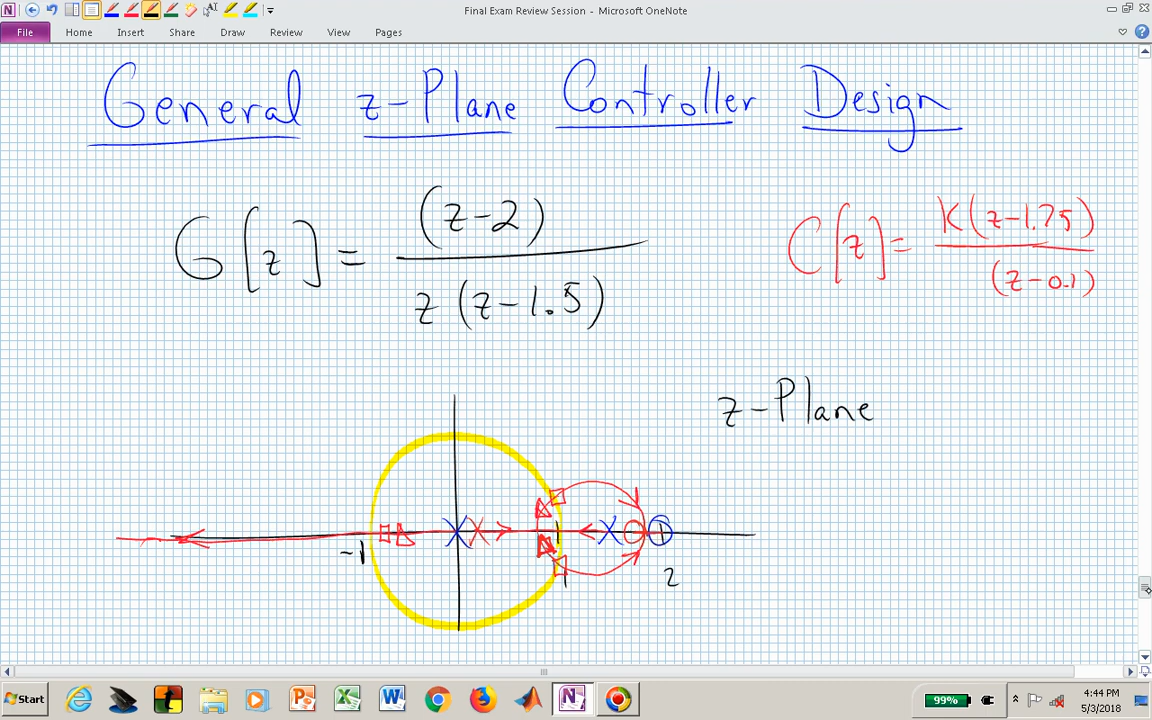 Final Exam Review Session - Microsoft OneNote
File Home Insert Share Draw Review View Pages
General z-Plane Controller Design
G[z] = (z-2) / z(z-1.5)
C[z] = K(z-1.75) / (z-0.1)
z-Plane
-1 1 2
Start
99%
4:44 PM
5/3/2018